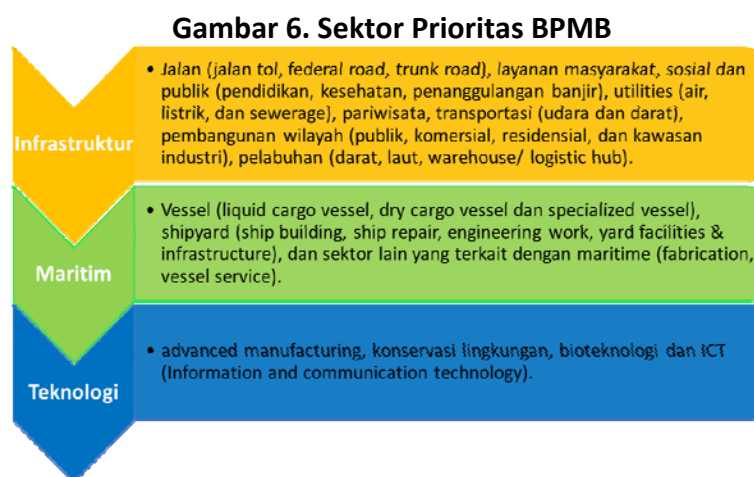 Gambar 6. Sektor Prioritas BPMB
Infrastruktur
• Jalan (jalan tol, federal road, trunk road), layanan masyarakat, sosial dan
publik (pendidikan, kesehatan, penanggulangan banjir), utilities (air,
listrik, dan sewerage), pariwisata, transportasi (udara dan darat),
pembangunan wilayah (publik, komersial, residensial, dan kawasan
industri), pelabuhan (darat, laut, warehouse/ logistic hub).
Maritim
• Vessel (liquid cargo vessel, dry cargo vessel dan specialized vessel),
shipyard (ship building, ship repair, engineering work, yard facilities &
infrastructure), dan sektor lain yang terkait dengan maritime (fabrication,
vessel service).
Teknologi
• advanced manufacturing, konservasi lingkungan, bioteknologi dan ICT
(Information and communication technology).